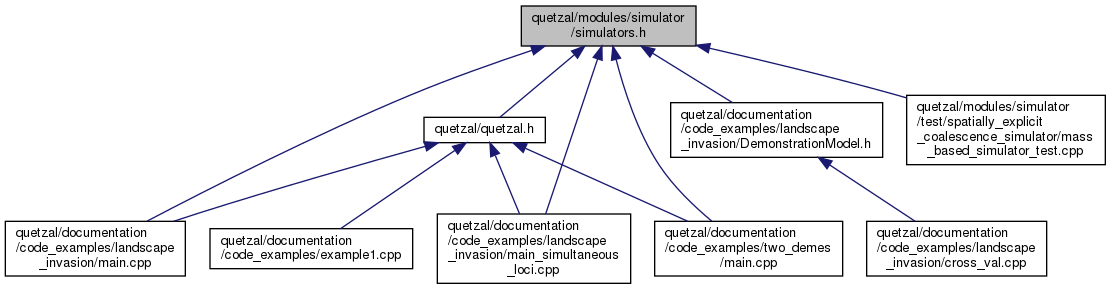 quetzal/modules/simulator
/simulators.h
quetzal/quetzal.h
quetzal/documentation
/code_examples/landscape
_invasion/DemonstrationModel.h
quetzal/modules/simulator
/test/spatially_explicit
_coalescence_simulator/mass
_based_simulator_test.cpp
quetzal/documentation
/code_examples/landscape
_invasion/main.cpp
quetzal/documentation
/code_examples/example1.cpp
quetzal/documentation
/code_examples/landscape
_invasion/main_simultaneous
_loci.cpp
quetzal/documentation
/code_examples/two_demes
/main.cpp
quetzal/documentation
/code_examples/landscape
_invasion/cross_val.cpp